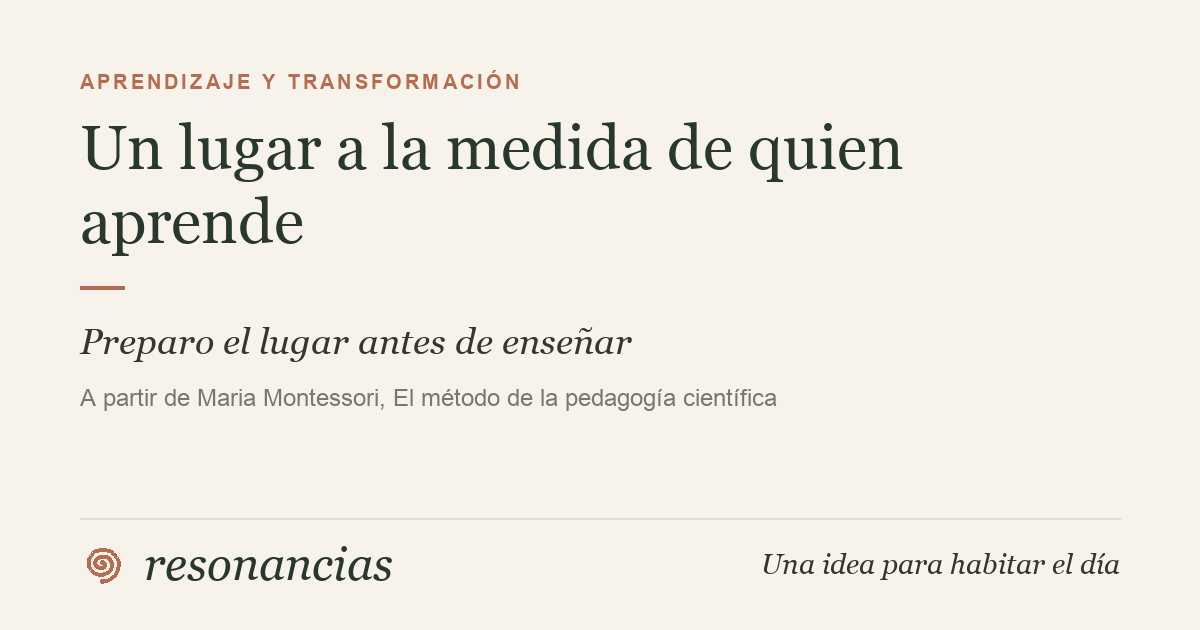 APRENDIZAJE Y TRANSFORMACIÓN
Un lugar a la medida de quien
aprende
Preparo el lugar antes de enseñar
A partir de Maria Montessori, El método de la pedagogía científica
resonancias
Una idea para habitar el día